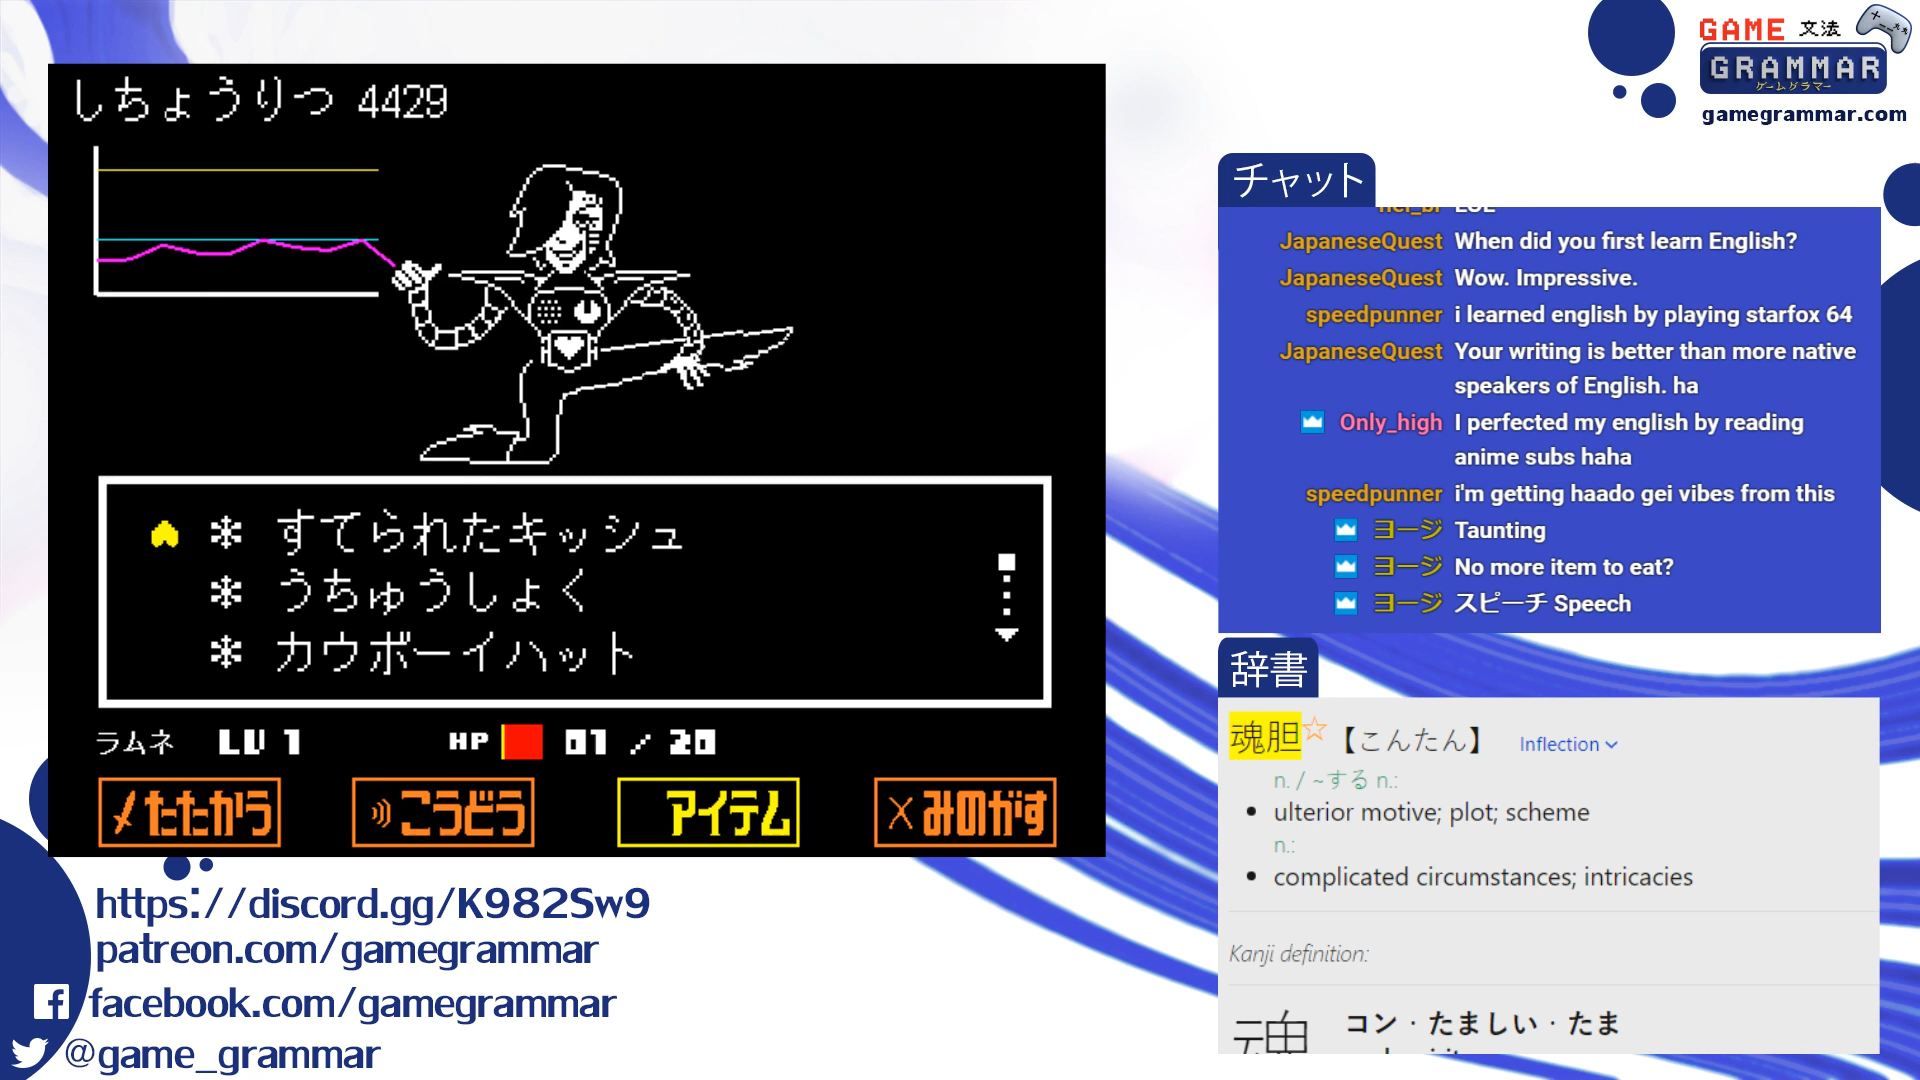 しちょうりつ 4429
✻ すてられたキッシュ
✻ うちゅうしょく
✻ カウボーイハット
ラムネ LV 1 HP 01 / 20
たたかう こうどう アイテム みのがす
https://discord.gg/K982Sw9
patreon.com/gamegrammar
facebook.com/gamegrammar
@game_grammar
GAME 文法
GRAMMAR
ゲームグラマー
gamegrammar.com
チャット
JapaneseQuest When did you first learn English?
JapaneseQuest Wow. Impressive.
speedpunner i learned english by playing starfox 64
JapaneseQuest Your writing is better than more native
speakers of English. ha
Only_high I perfected my english by reading
anime subs haha
speedpunner i'm getting haado gei vibes from this
ヨージ Taunting
ヨージ No more item to eat?
ヨージ スピーチ Speech
辞書
魂胆☆【こんたん】 Inflection
n. / ~する n.:
• ulterior motive; plot; scheme
n.:
• complicated circumstances; intricacies
Kanji definition:
魂 コン · たましい · たま